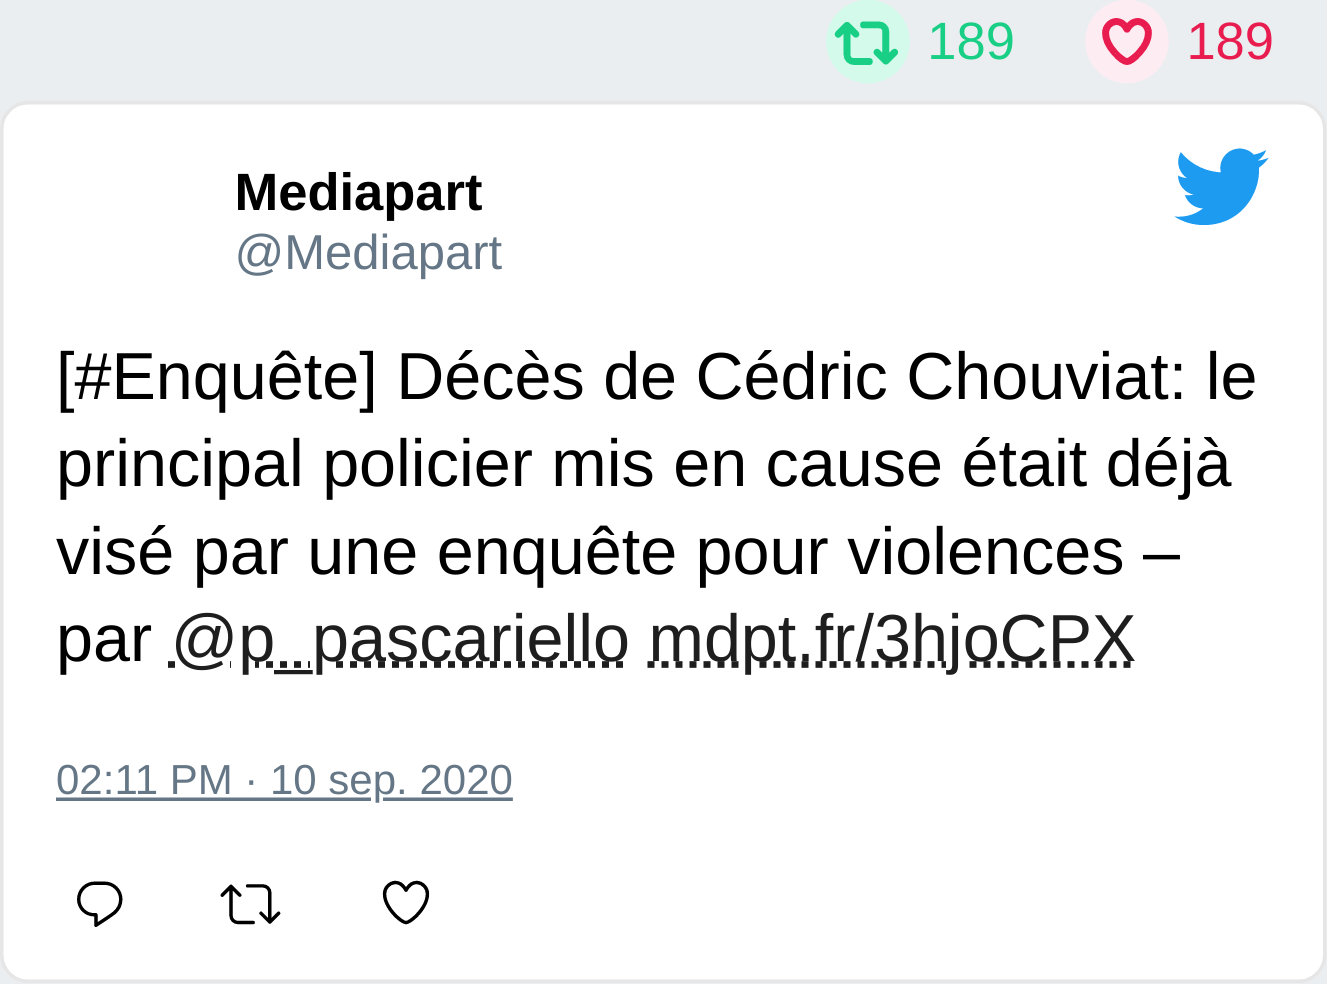 189 189
Mediapart
@Mediapart
[#Enquête] Décès de Cédric Chouviat: le
principal policier mis en cause était déjà
visé par une enquête pour violences –
par @p_pascariello mdpt.fr/3hjoCPX
02:11 PM · 10 sep. 2020